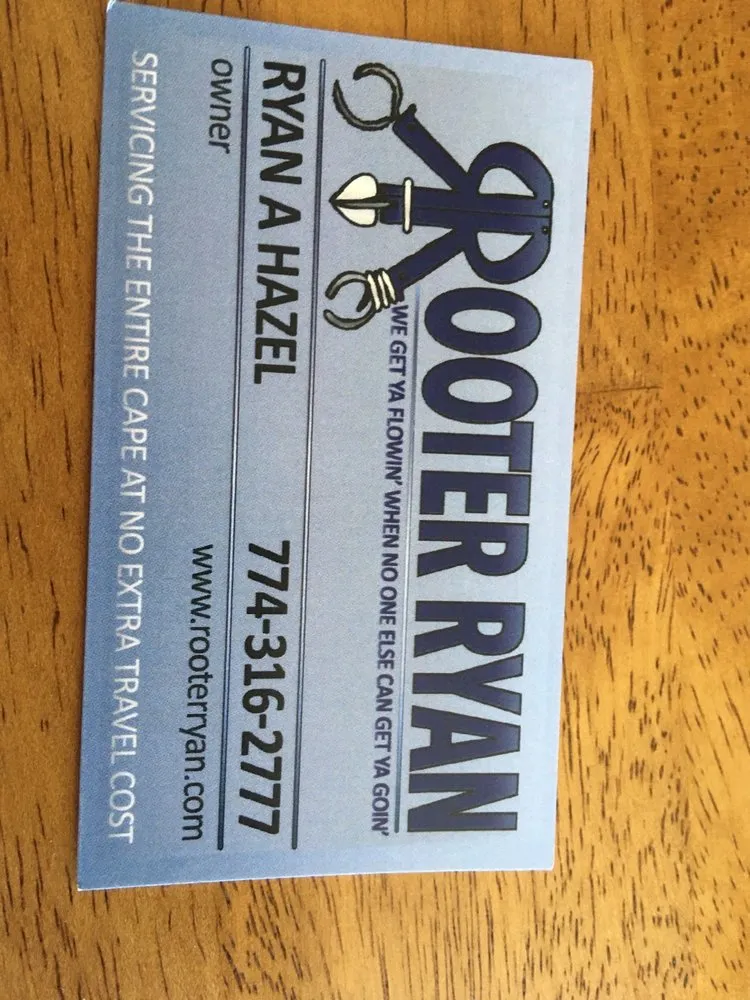 ROOTER RYAN
WE GET YA FLOWIN' WHEN NO ONE ELSE CAN GET YA GOIN'
RYAN A HAZEL 774-316-2777
owner www.rooterryan.com
SERVICING THE ENTIRE CAPE AT NO EXTRA TRAVEL COST